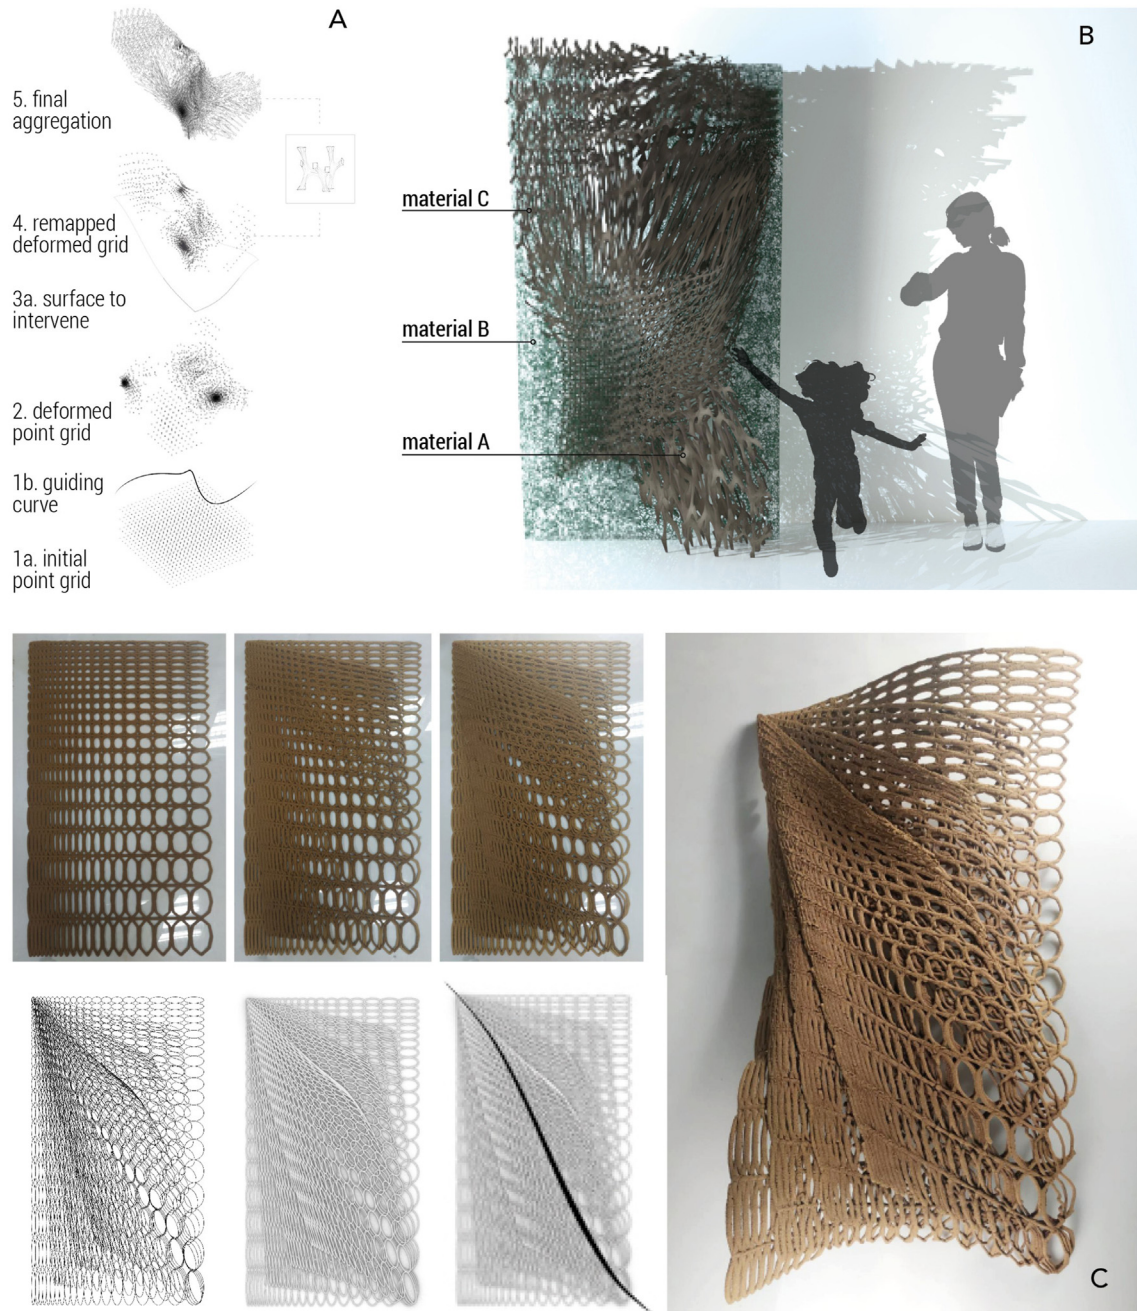 A
5. final
aggregation
4. remapped
deformed grid
3a. surface to
intervene
2. deformed
point grid
1b. guiding
curve
1a. initial
point grid
B
material C
material B
material A
C